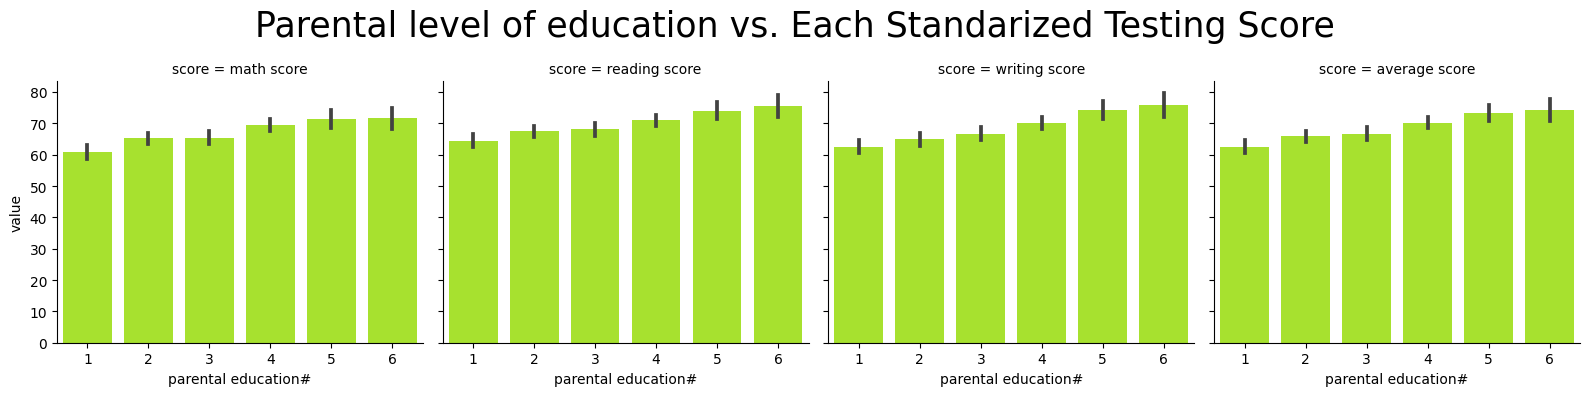 Parental level of education vs. Each Standarized Testing Score
score = math score
score = reading score
score = writing score
score = average score
value
80
70
60
50
40
30
20
10
0
1 2 3 4 5 6
1 2 3 4 5 6
1 2 3 4 5 6
1 2 3 4 5 6
parental education#
parental education#
parental education#
parental education#